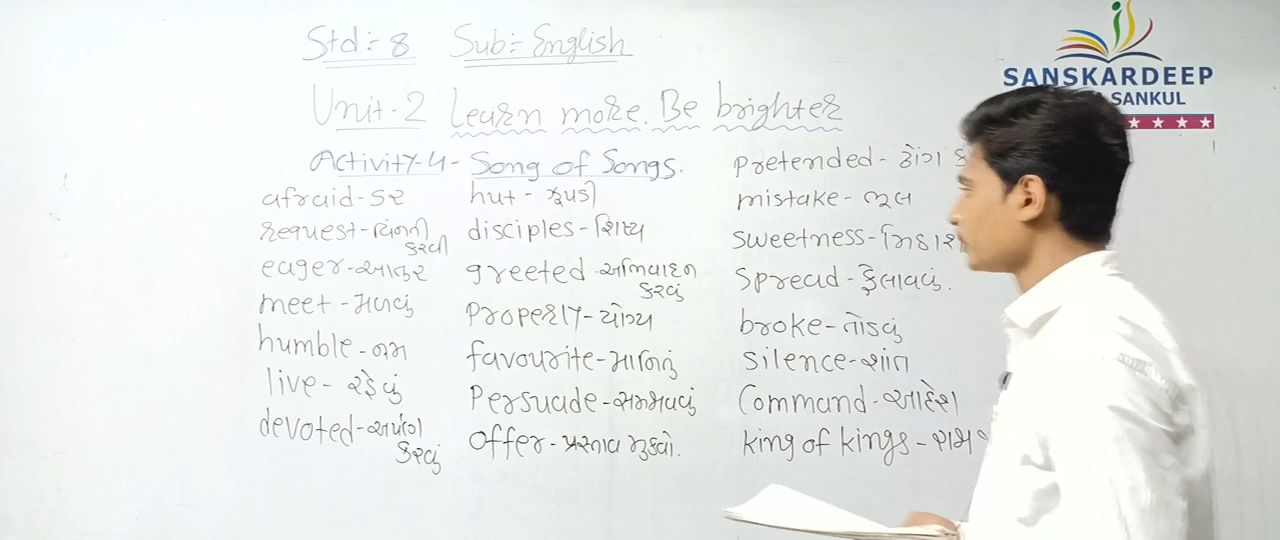 Std :- 8 Sub :- English
Unit-2 Learn more. Be brighter
Activity-4- Song of Songs.
afraid-ડર
request-વિનંતી
કરવી
eager-આતુર
meet-મળવું
humble-નમ્ર
live-રહેવું
devoted-અર્પણ
કરવું
hut-ઝૂંપડી
disciples-શિષ્ય
greeted-અભિવાદન
કરવું
Properly-યોગ્ય
favourite-માનિતું
Persuade-સમજાવવું
Offer-પ્રસ્તાવ મુકવો.
Pretended-ઢોંગ
mistake-ભૂલ
Sweetness-મિઠાશ
Spread-ફેલાવવું.
broke-તોડવું
Silence-શાંત
Command-આદેશ
King of kings-
SANSKARDEEP
SANKUL